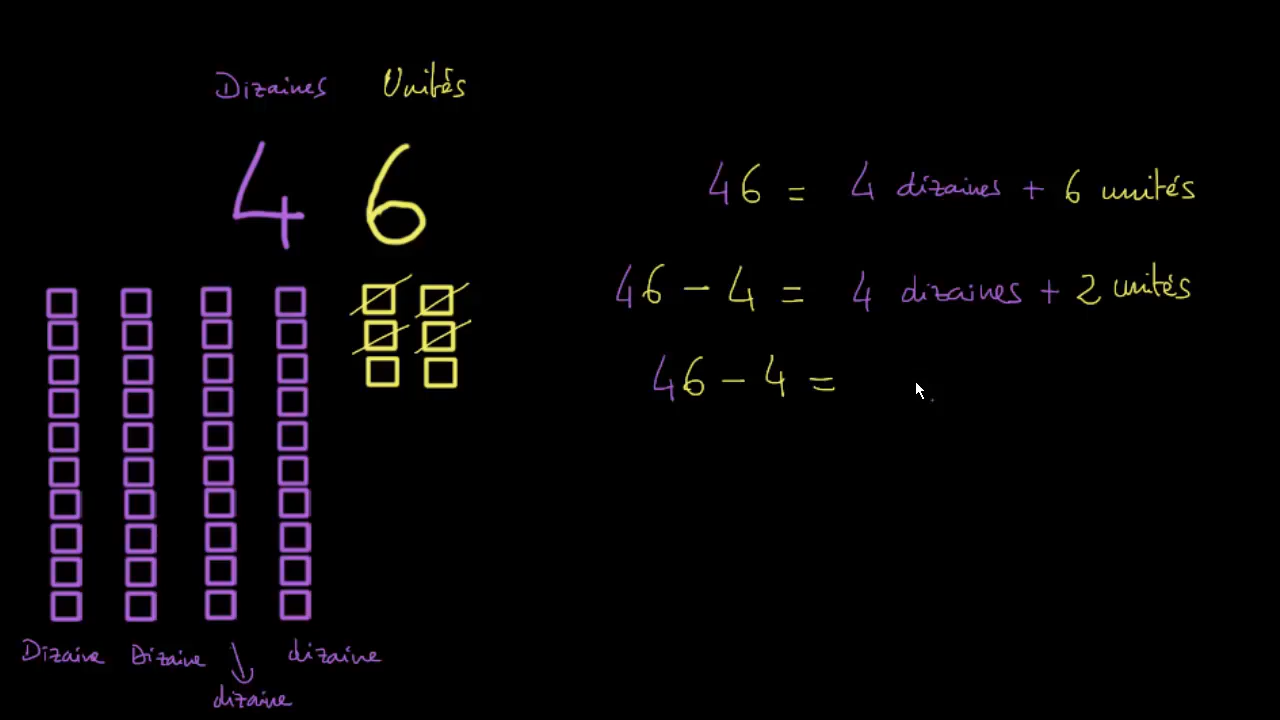 Dizaines Unités
4 6
46 = 4 dizaines + 6 unités
46 - 4 = 4 dizaines + 2 unités
46 - 4 =
Dizaine Dizaine dizaine dizaine